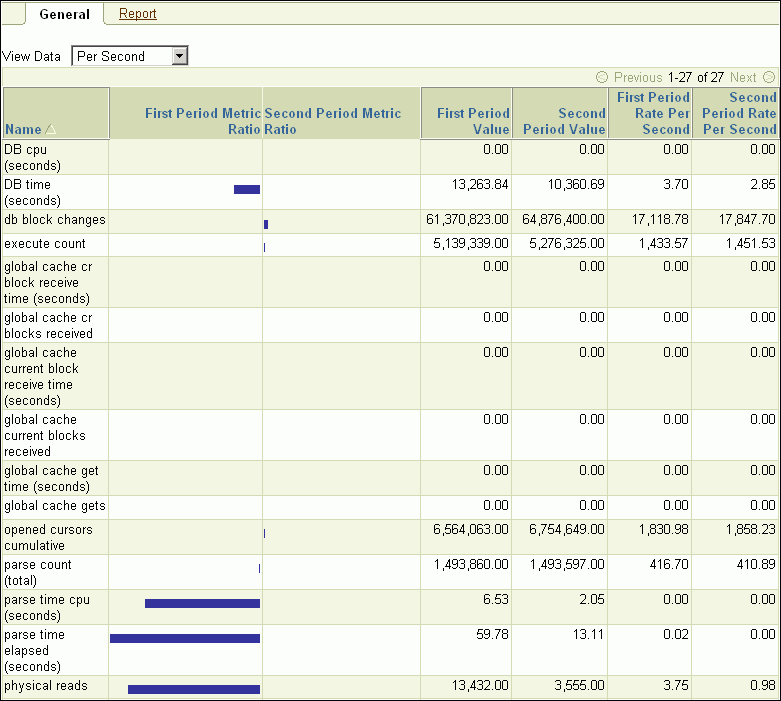 General Report
View Data Per Second
Previous 1-27 of 27 Next
Name First Period Metric Ratio Second Period Metric Ratio First Period Value Second Period Value First Period Rate Per Second Second Period Rate Per Second
DB cpu (seconds) 0.00 0.00 0.00 0.00
DB time (seconds) 13,263.84 10,360.69 3.70 2.85
db block changes 61,370,823.00 64,876,400.00 17,118.78 17,847.70
execute count 5,139,339.00 5,276,325.00 1,433.57 1,451.53
global cache cr block receive time (seconds) 0.00 0.00 0.00 0.00
global cache cr blocks received 0.00 0.00 0.00 0.00
global cache current block receive time (seconds) 0.00 0.00 0.00 0.00
global cache current blocks received 0.00 0.00 0.00 0.00
global cache get time (seconds) 0.00 0.00 0.00 0.00
global cache gets 0.00 0.00 0.00 0.00
opened cursors cumulative 6,564,063.00 6,754,649.00 1,830.98 1,858.23
parse count (total) 1,493,860.00 1,493,597.00 416.70 410.89
parse time cpu (seconds) 6.53 2.05 0.00 0.00
parse time elapsed (seconds) 59.78 13.11 0.02 0.00
physical reads 13,432.00 3,555.00 3.75 0.98